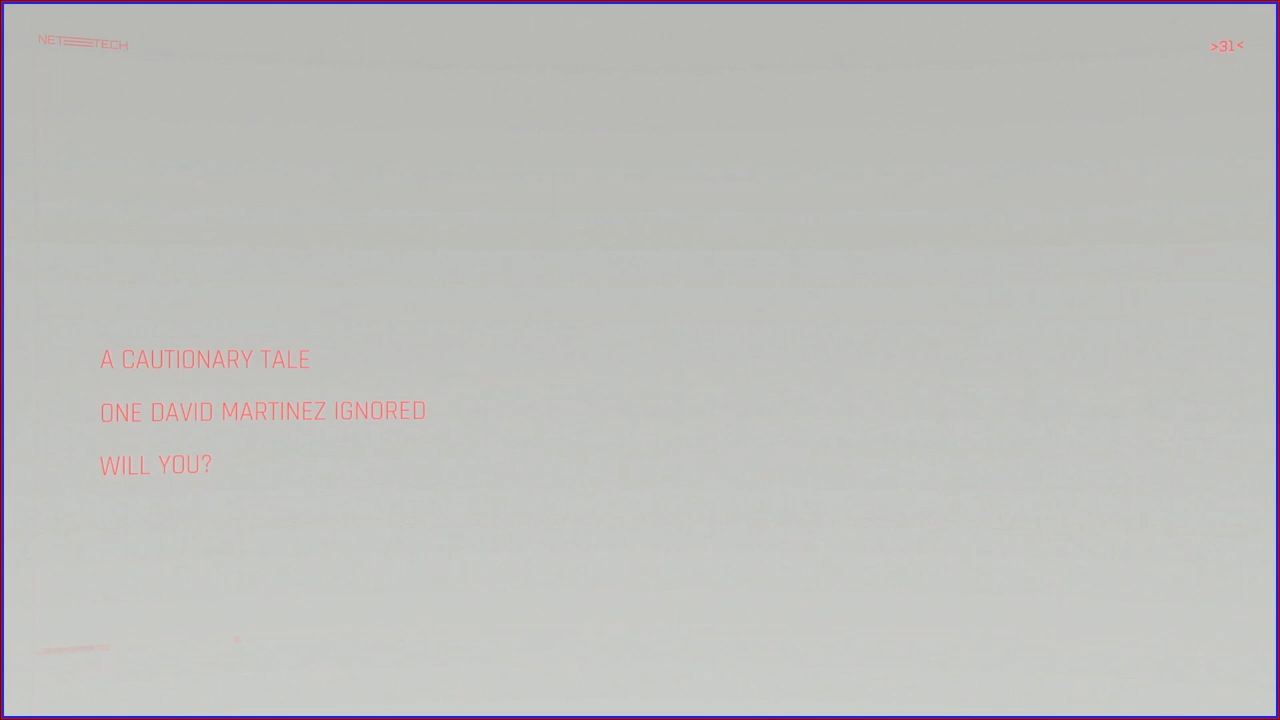 NET TECH
>31<
A CAUTIONARY TALE
ONE DAVID MARTINEZ IGNORED
WILL YOU?